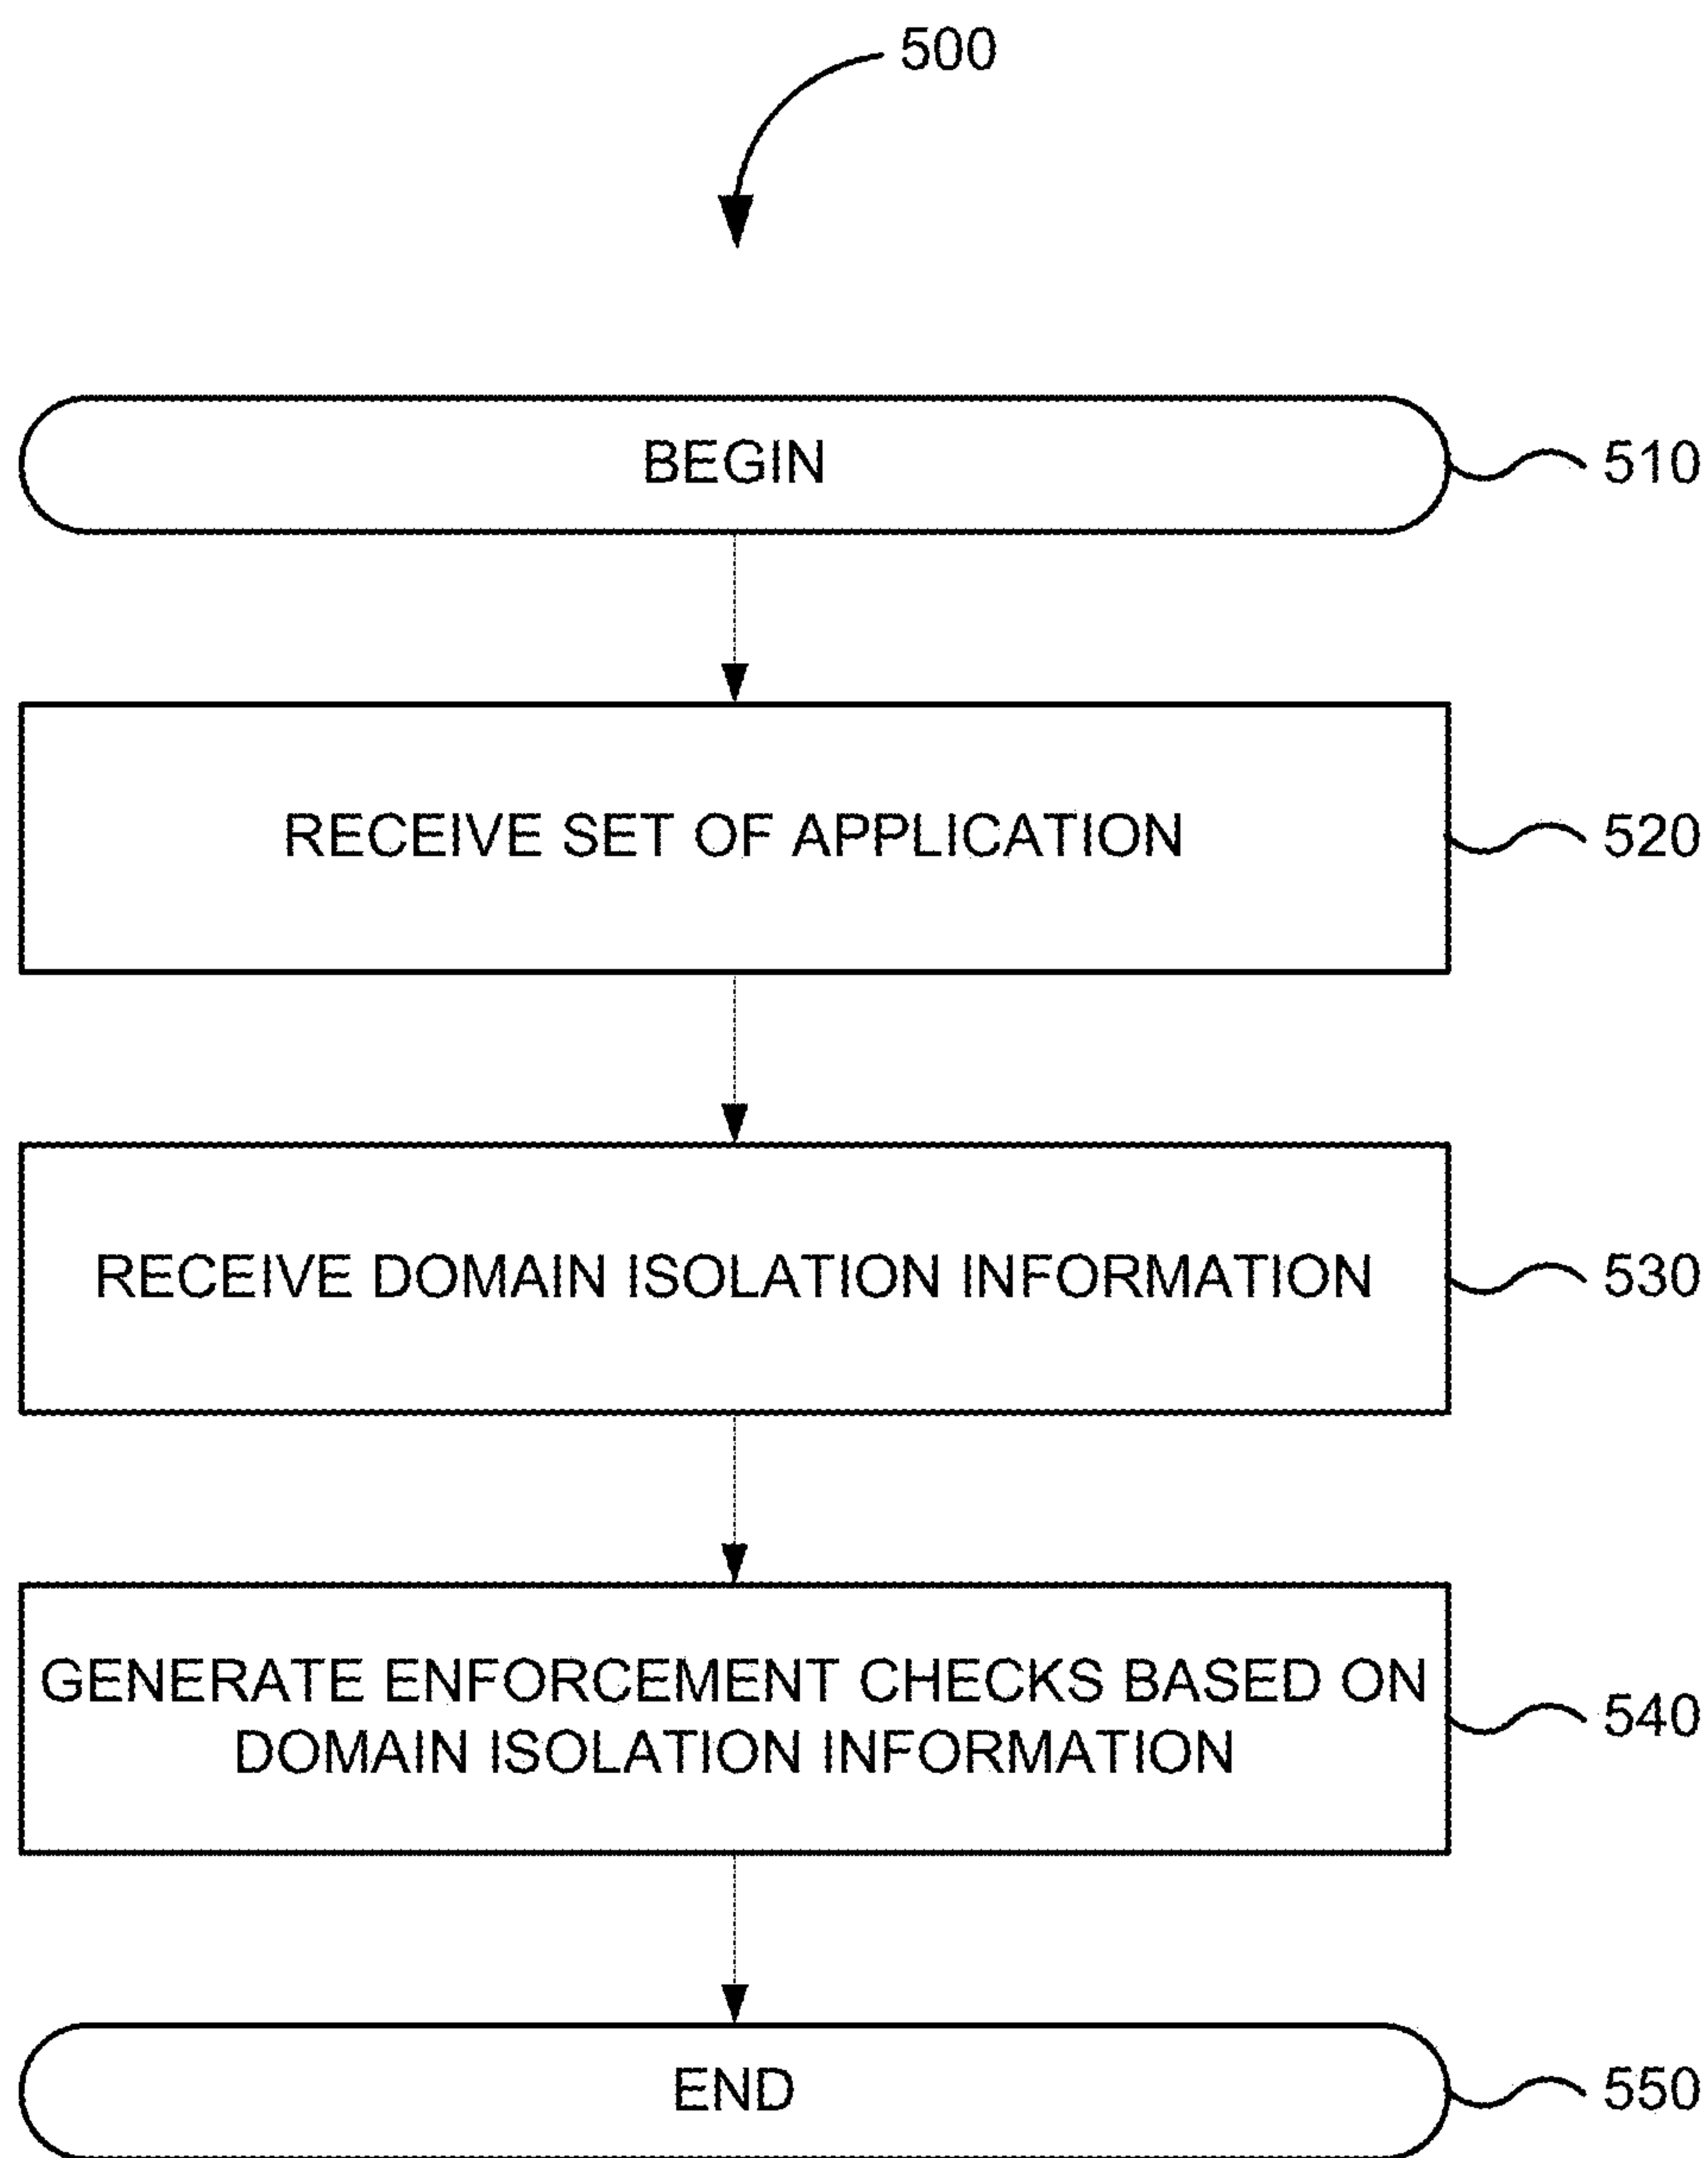 500
BEGIN
510
RECEIVE SET OF APPLICATION
520
RECEIVE DOMAIN ISOLATION INFORMATION
530
GENERATE ENFORCEMENT CHECKS BASED ON
DOMAIN ISOLATION INFORMATION
540
END
550